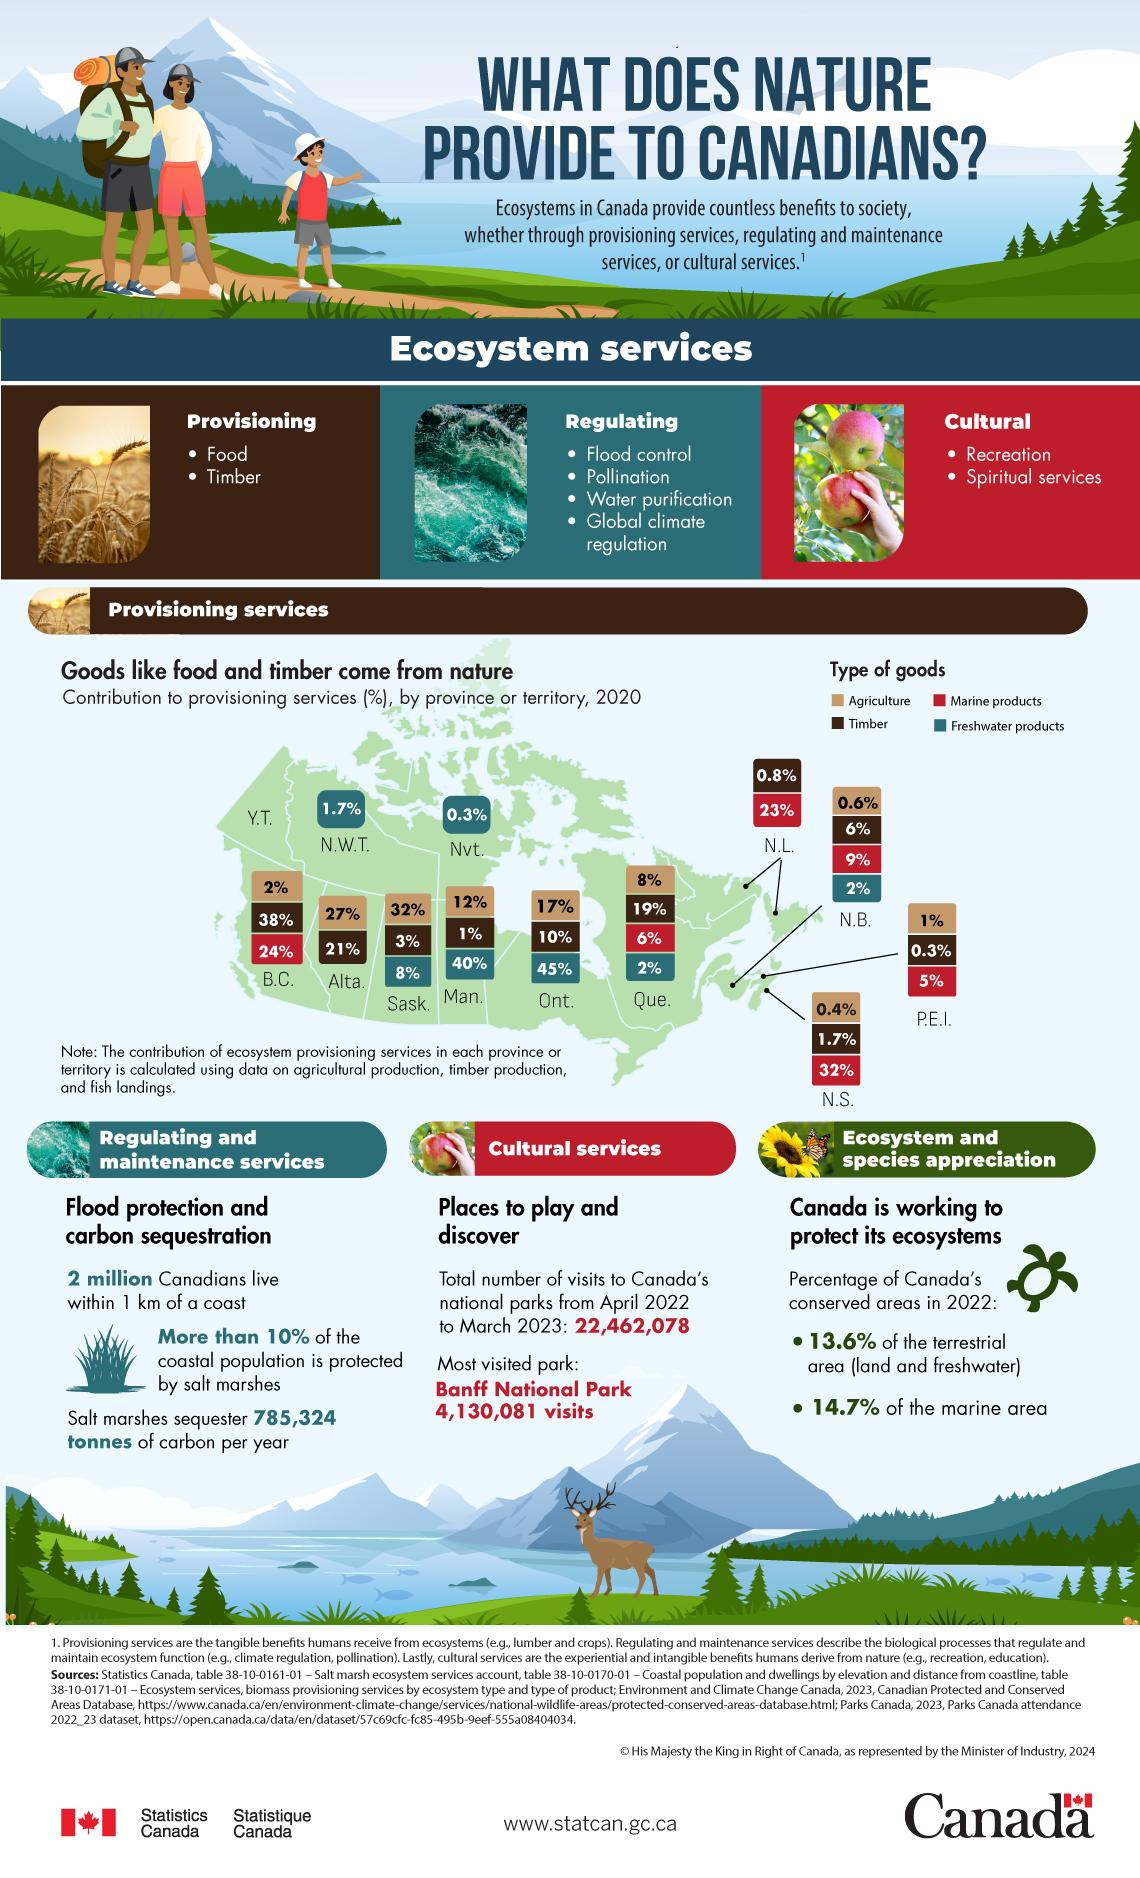 WHAT DOES NATURE
PROVIDE TO CANADIANS?
Ecosystems in Canada provide countless benefits to society,
whether through provisioning services, regulating and maintenance
services, or cultural services.1
Ecosystem services
Provisioning
• Food
• Timber
Regulating
• Flood control
• Pollination
• Water purification
• Global climate
regulation
Cultural
• Recreation
• Spiritual services
Provisioning services
Goods like food and timber come from nature
Contribution to provisioning services (%), by province or territory, 2020
Type of goods
Agriculture
Timber
Marine products
Freshwater products
Y.T.
1.7%
N.W.T.
0.3%
Nvt.
2%
38%
24%
B.C.
27%
21%
Alta.
32%
3%
8%
Sask.
12%
1%
40%
Man.
17%
10%
45%
Ont.
8%
19%
6%
2%
Que.
0.8%
23%
N.L.
0.6%
6%
9%
2%
N.B.
1%
0.3%
5%
P.E.I.
0.4%
1.7%
32%
N.S.
Note: The contribution of ecosystem provisioning services in each province or
territory is calculated using data on agricultural production, timber production,
and fish landings.
Regulating and
maintenance services
Flood protection and
carbon sequestration
2 million Canadians live
within 1 km of a coast
More than 10% of the
coastal population is protected
by salt marshes
Salt marshes sequester 785,324
tonnes of carbon per year
Cultural services
Places to play and
discover
Total number of visits to Canada's
national parks from April 2022
to March 2023: 22,462,078
Most visited park:
Banff National Park
4,130,081 visits
Ecosystem and
species appreciation
Canada is working to
protect its ecosystems
Percentage of Canada's
conserved areas in 2022:
• 13.6% of the terrestrial
area (land and freshwater)
• 14.7% of the marine area
1. Provisioning services are the tangible benefits humans receive from ecosystems (e.g., lumber and crops). Regulating and maintenance services describe the biological processes that regulate and
maintain ecosystem function (e.g., climate regulation, pollination). Lastly, cultural services are the experiential and intangible benefits humans derive from nature (e.g., recreation, education).
Sources: Statistics Canada, table 38-10-0161-01 – Salt marsh ecosystem services account, table 38-10-0170-01 – Coastal population and dwellings by elevation and distance from coastline, table
38-10-0171-01 – Ecosystem services, biomass provisioning services by ecosystem type and type of product; Environment and Climate Change Canada, 2023, Canadian Protected and Conserved
Areas Database, https://www.canada.ca/en/environment-climate-change/services/national-wildlife-areas/protected-conserved-areas-database.html; Parks Canada, 2023, Parks Canada attendance
2022_23 dataset, https://open.canada.ca/data/en/dataset/57c69cfc-fc85-495b-9eef-555a08404034.
© His Majesty the King in Right of Canada, as represented by the Minister of Industry, 2024
Statistics
Canada
Statistique
Canada
www.statcan.gc.ca
Canada